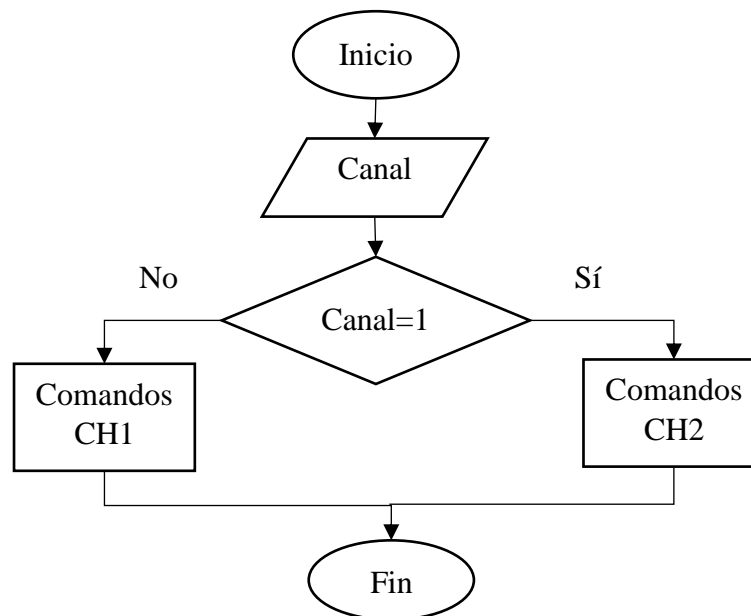 Inicio
Canal
No
Sí
Canal=1
Comandos
CH1
Comandos
CH2
Fin